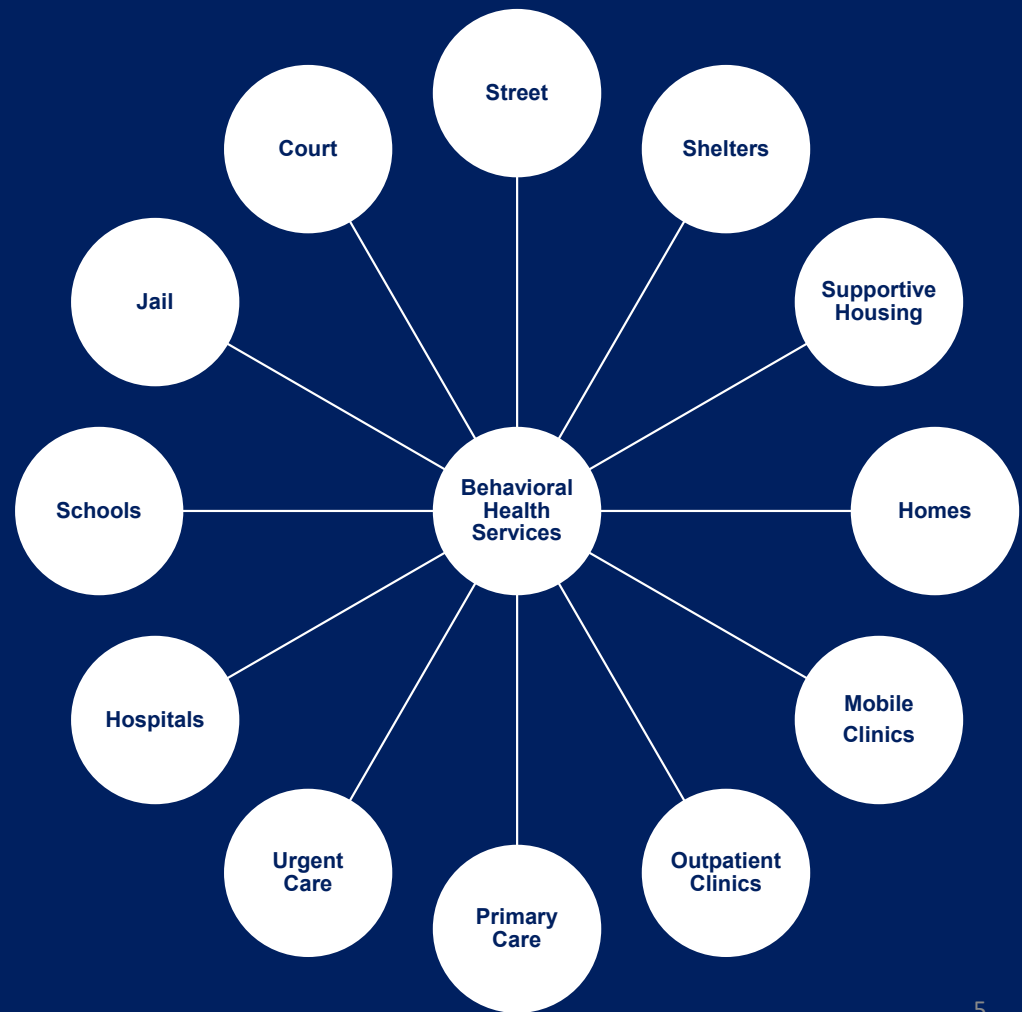 Street
Court
Shelters
Jail
Supportive
Housing
Behavioral
Health
Services
Schools
Homes
Hospitals
Mobile
Clinics
Urgent
Care
Outpatient
Clinics
Primary
Care
5